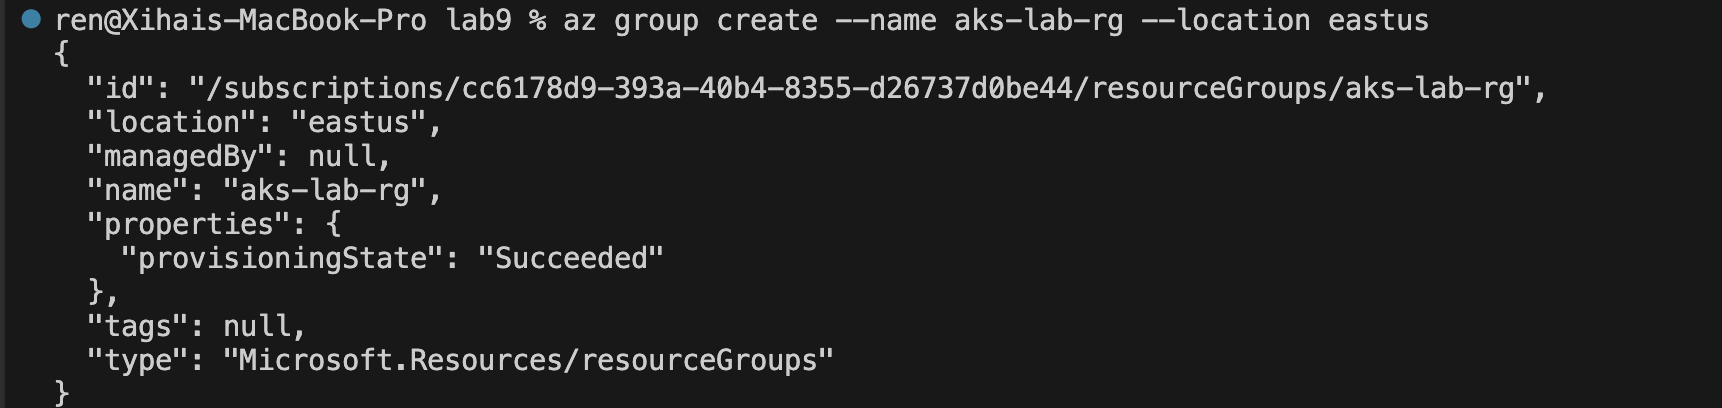 ren@Xihais-MacBook-Pro lab9 % az group create --name aks-lab-rg --location eastus
{
  "id": "/subscriptions/cc6178d9-393a-40b4-8355-d26737d0be44/resourceGroups/aks-lab-rg",
  "location": "eastus",
  "managedBy": null,
  "name": "aks-lab-rg",
  "properties": {
    "provisioningState": "Succeeded"
  },
  "tags": null,
  "type": "Microsoft.Resources/resourceGroups"
}